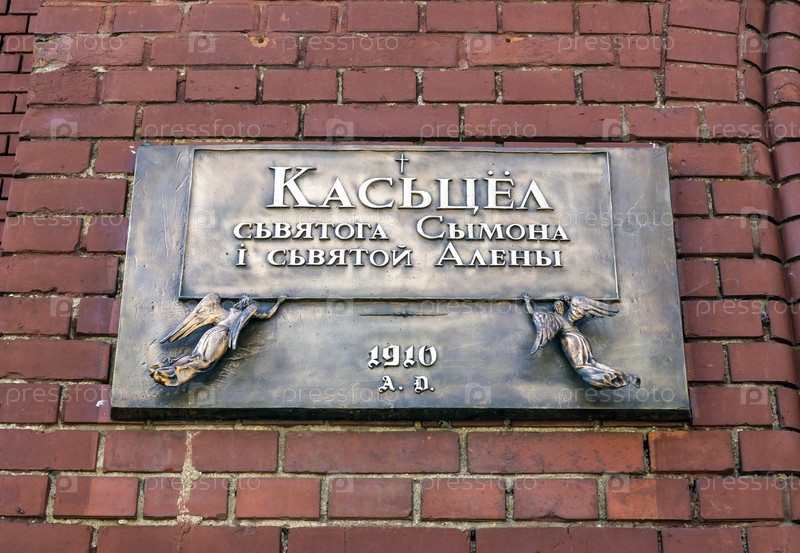 Касьцёл
сьвятога Сымона
і сьвятой Алены
1910
A. D.